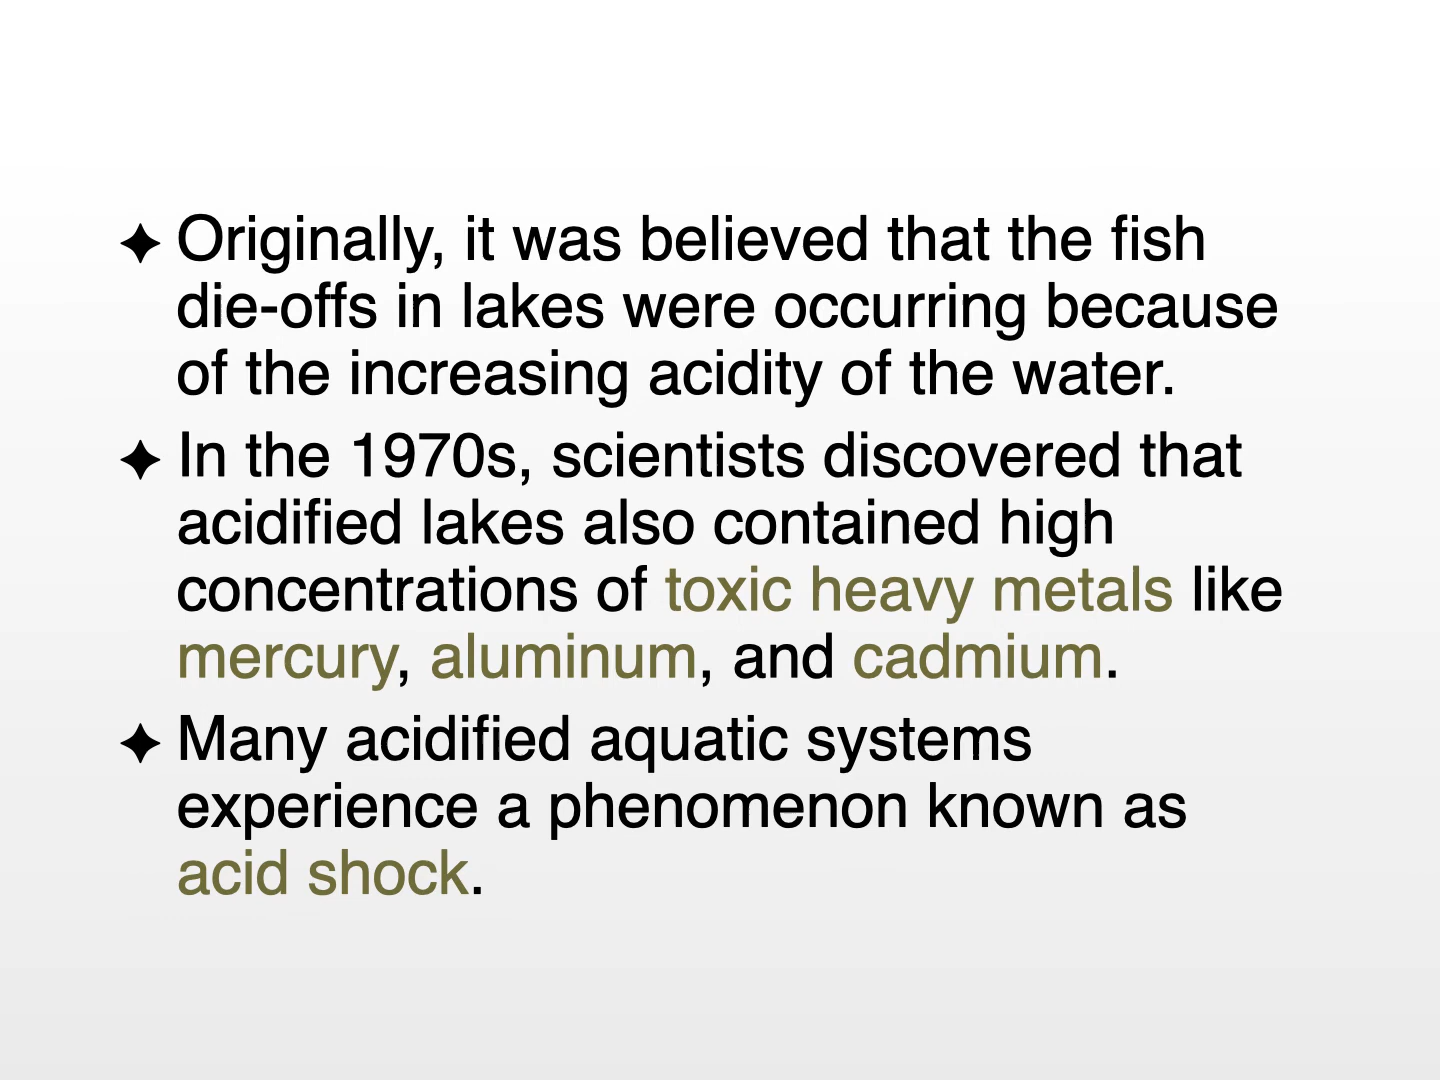 ✦ Originally, it was believed that the fish
die-offs in lakes were occurring because
of the increasing acidity of the water.
✦ In the 1970s, scientists discovered that
acidified lakes also contained high
concentrations of toxic heavy metals like
mercury, aluminum, and cadmium.
✦ Many acidified aquatic systems
experience a phenomenon known as
acid shock.